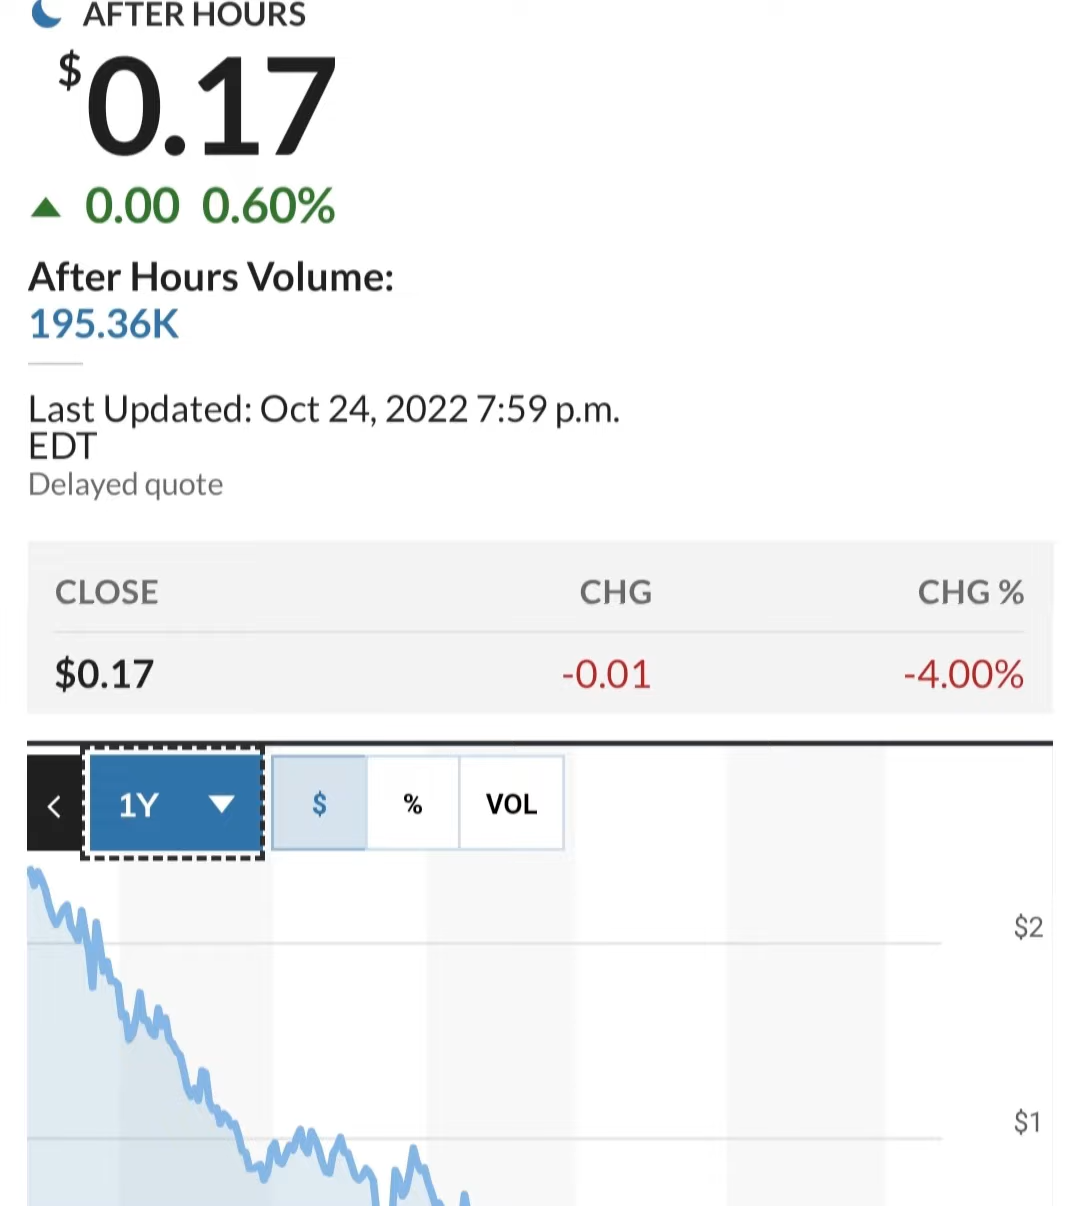 AFTER HOURS
$0.17
0.00 0.60%
After Hours Volume:
195.36K
Last Updated: Oct 24, 2022 7:59 p.m.
EDT
Delayed quote
CLOSE CHG CHG %
$0.17 -0.01 -4.00%
1Y $ % VOL
$2
$1